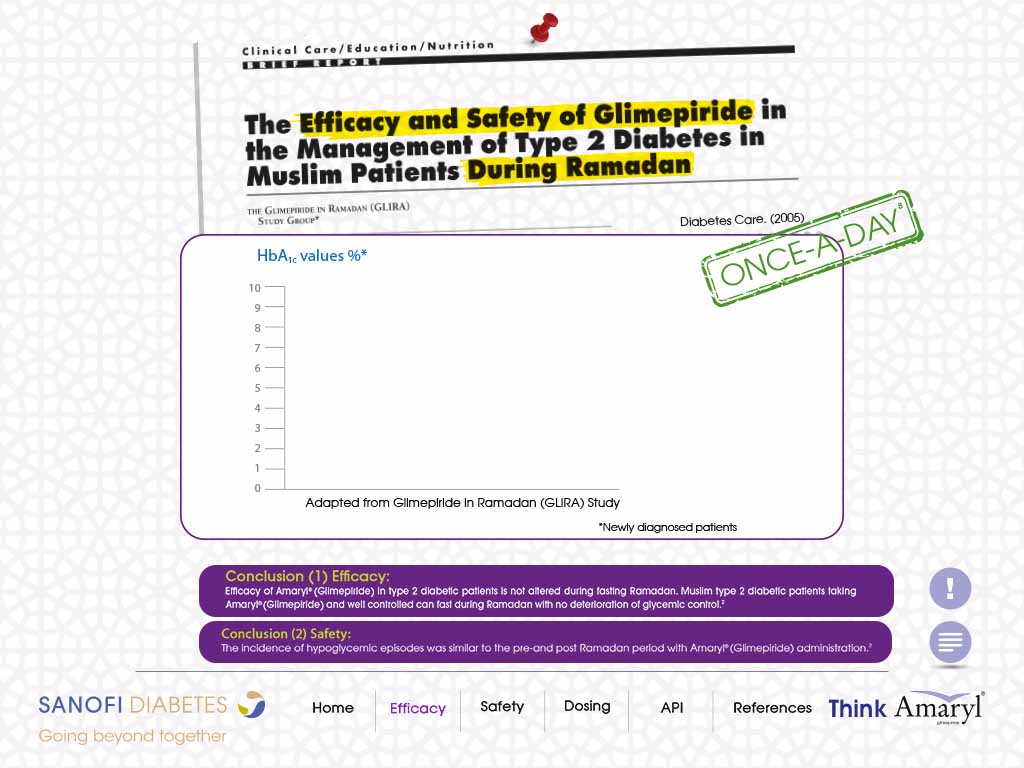 Clinical Care/Education/Nutrition
BRIEF REPORT
The Efficacy and Safety of Glimepiride in
the Management of Type 2 Diabetes in
Muslim Patients During Ramadan
THE GLIMEPIRIDE IN RAMADAN (GLIRA)
STUDY GROUP*
Diabetes Care. (2005)
ONCE-A-DAY8
HbA1c values %*
10
9
8
7
6
5
4
3
2
1
0
Adapted from Glimepiride in Ramadan (GLIRA) Study
*Newly diagnosed patients
Conclusion (1) Efficacy:
Efficacy of Amaryl® (Glimepiride) in type 2 diabetic patients is not altered during fasting Ramadan. Muslim type 2 diabetic patients taking
Amaryl® (Glimepiride) and well controlled can fast during Ramadan with no deterioration of glycemic control.2
Conclusion (2) Safety:
The incidence of hypoglycemic episodes was similar to the pre-and post Ramadan period with Amaryl® (Glimepiride) administration.7
!
SANOFI DIABETES
Going beyond together
Home
Efficacy
Safety
Dosing
API
References
Think Amaryl®
glimepiride